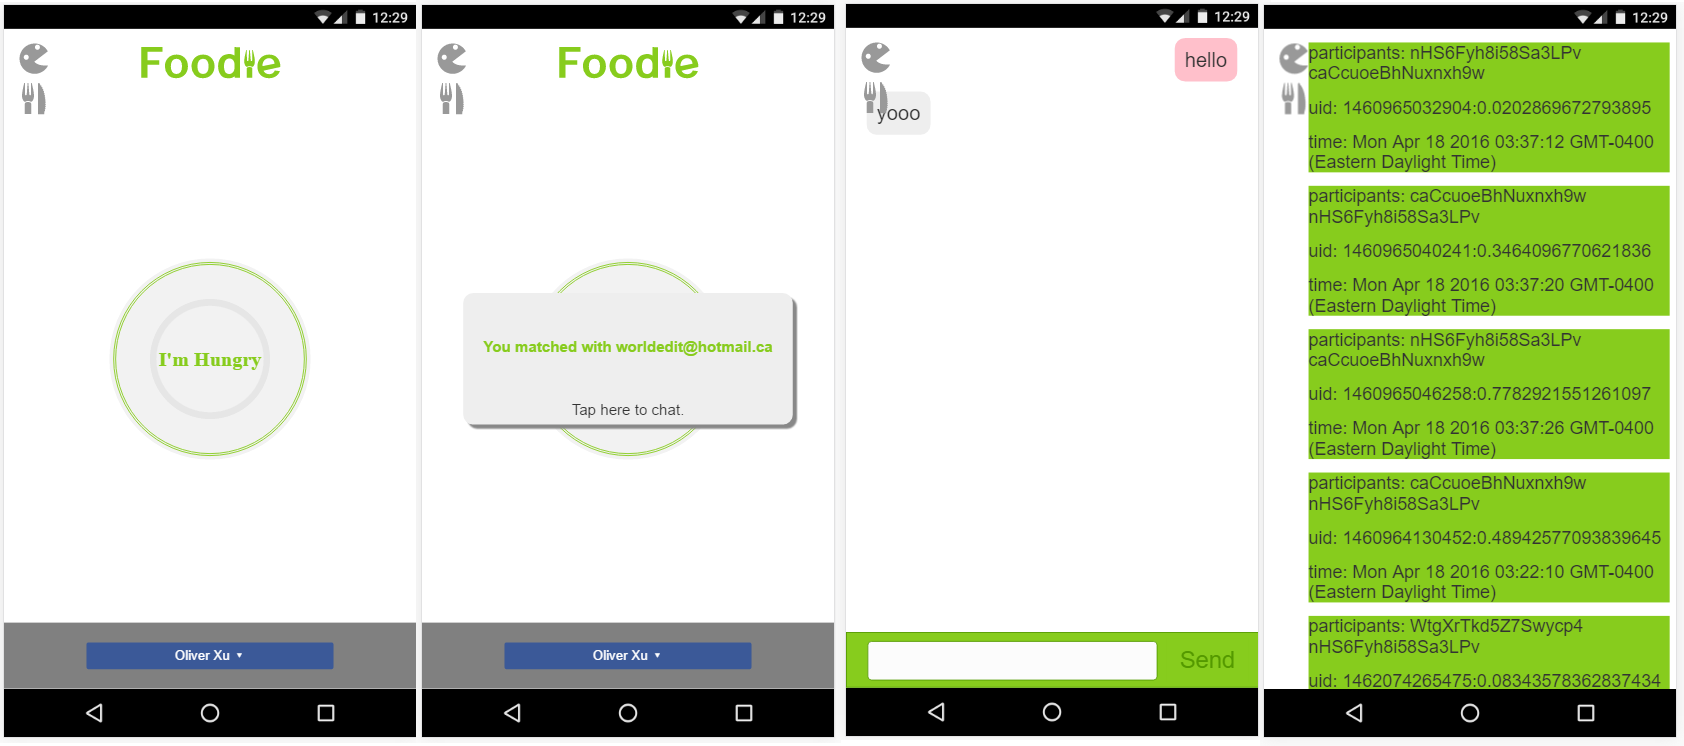 12:29
Foodie
I'm Hungry
Oliver Xu
12:29
Foodie
You matched with worldedit@hotmail.ca
Tap here to chat.
Oliver Xu
12:29
hello
yooo
Send
12:29
participants: nHS6Fyh8i58Sa3LPv
caCcuoeBhNuxnxh9w
uid: 1460965032904:0.0202869672793895
time: Mon Apr 18 2016 03:37:12 GMT-0400
(Eastern Daylight Time)
participants: caCcuoeBhNuxnxh9w
nHS6Fyh8i58Sa3LPv
uid: 1460965040241:0.3464096770621836
time: Mon Apr 18 2016 03:37:20 GMT-0400
(Eastern Daylight Time)
participants: nHS6Fyh8i58Sa3LPv
caCcuoeBhNuxnxh9w
uid: 1460965046258:0.7782921551261097
time: Mon Apr 18 2016 03:37:26 GMT-0400
(Eastern Daylight Time)
participants: caCcuoeBhNuxnxh9w
nHS6Fyh8i58Sa3LPv
uid: 1460964130452:0.48942577093839645
time: Mon Apr 18 2016 03:22:10 GMT-0400
(Eastern Daylight Time)
participants: WtgXrTkd5Z7Swycp4
nHS6Fyh8i58Sa3LPv
uid: 1462074265475:0.08343578362837434